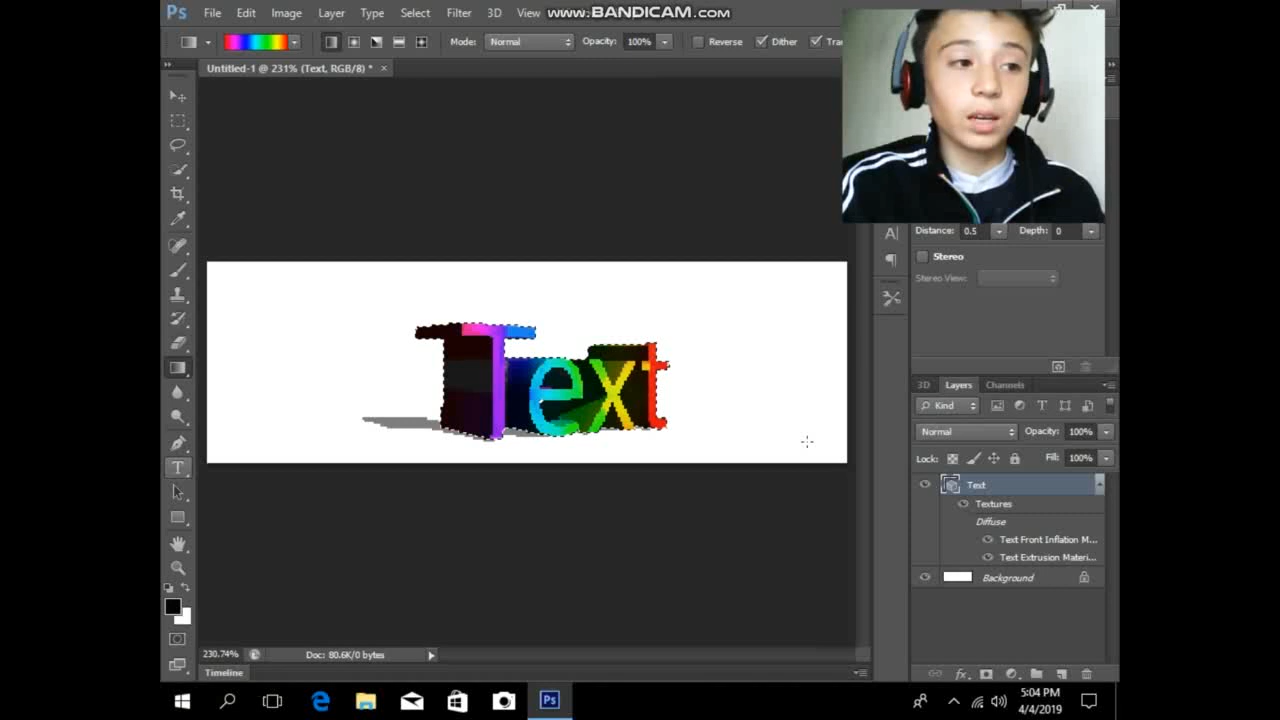 Ps File Edit Image Layer Type Select Filter 3D View www.BANDICAM.com
Mode: Normal Opacity: 100% Reverse Dither
Untitled-1 @ 231% (Text, RGB/8) * ×
Distance: 0.5 Depth: 0
Stereo
Stereo View:
Text
3D Layers Channels
Kind
Normal Opacity: 100%
Lock: Fill: 100%
Text
Textures
Diffuse
Text Front Inflation M...
Text Extrusion Materi...
Background
230.74% Doc: 80.6K/0 bytes
Timeline
Ps
5:04 PM
4/4/2019